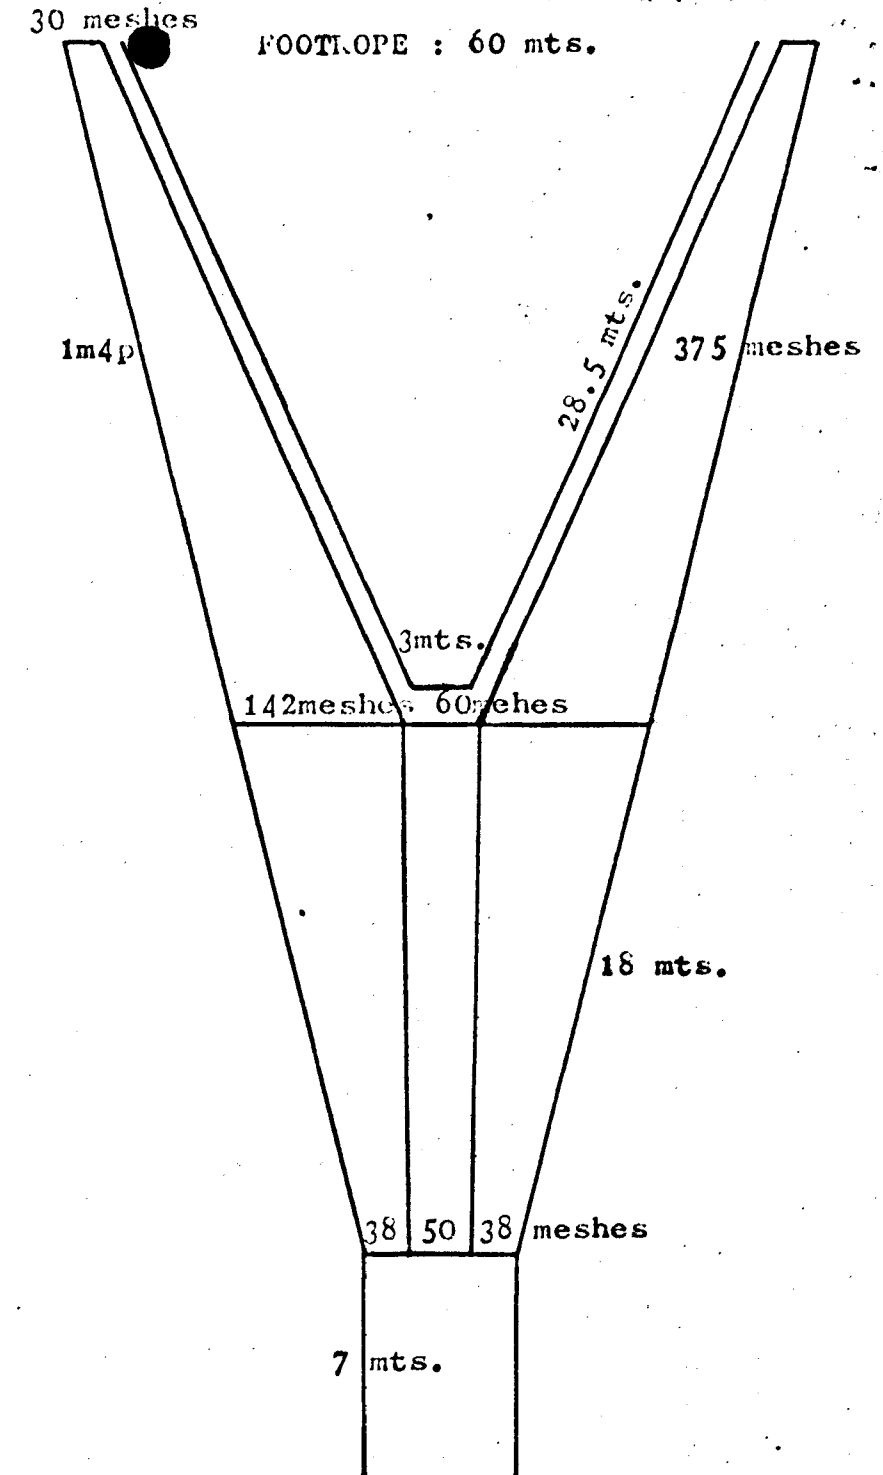 30 meshes
FOOTROPE : 60 mts.
28.5 mts.
1m4p
375 meshes
3mts.
142meshes 60mehes
18 mts.
38 50 38 meshes
7 mts.